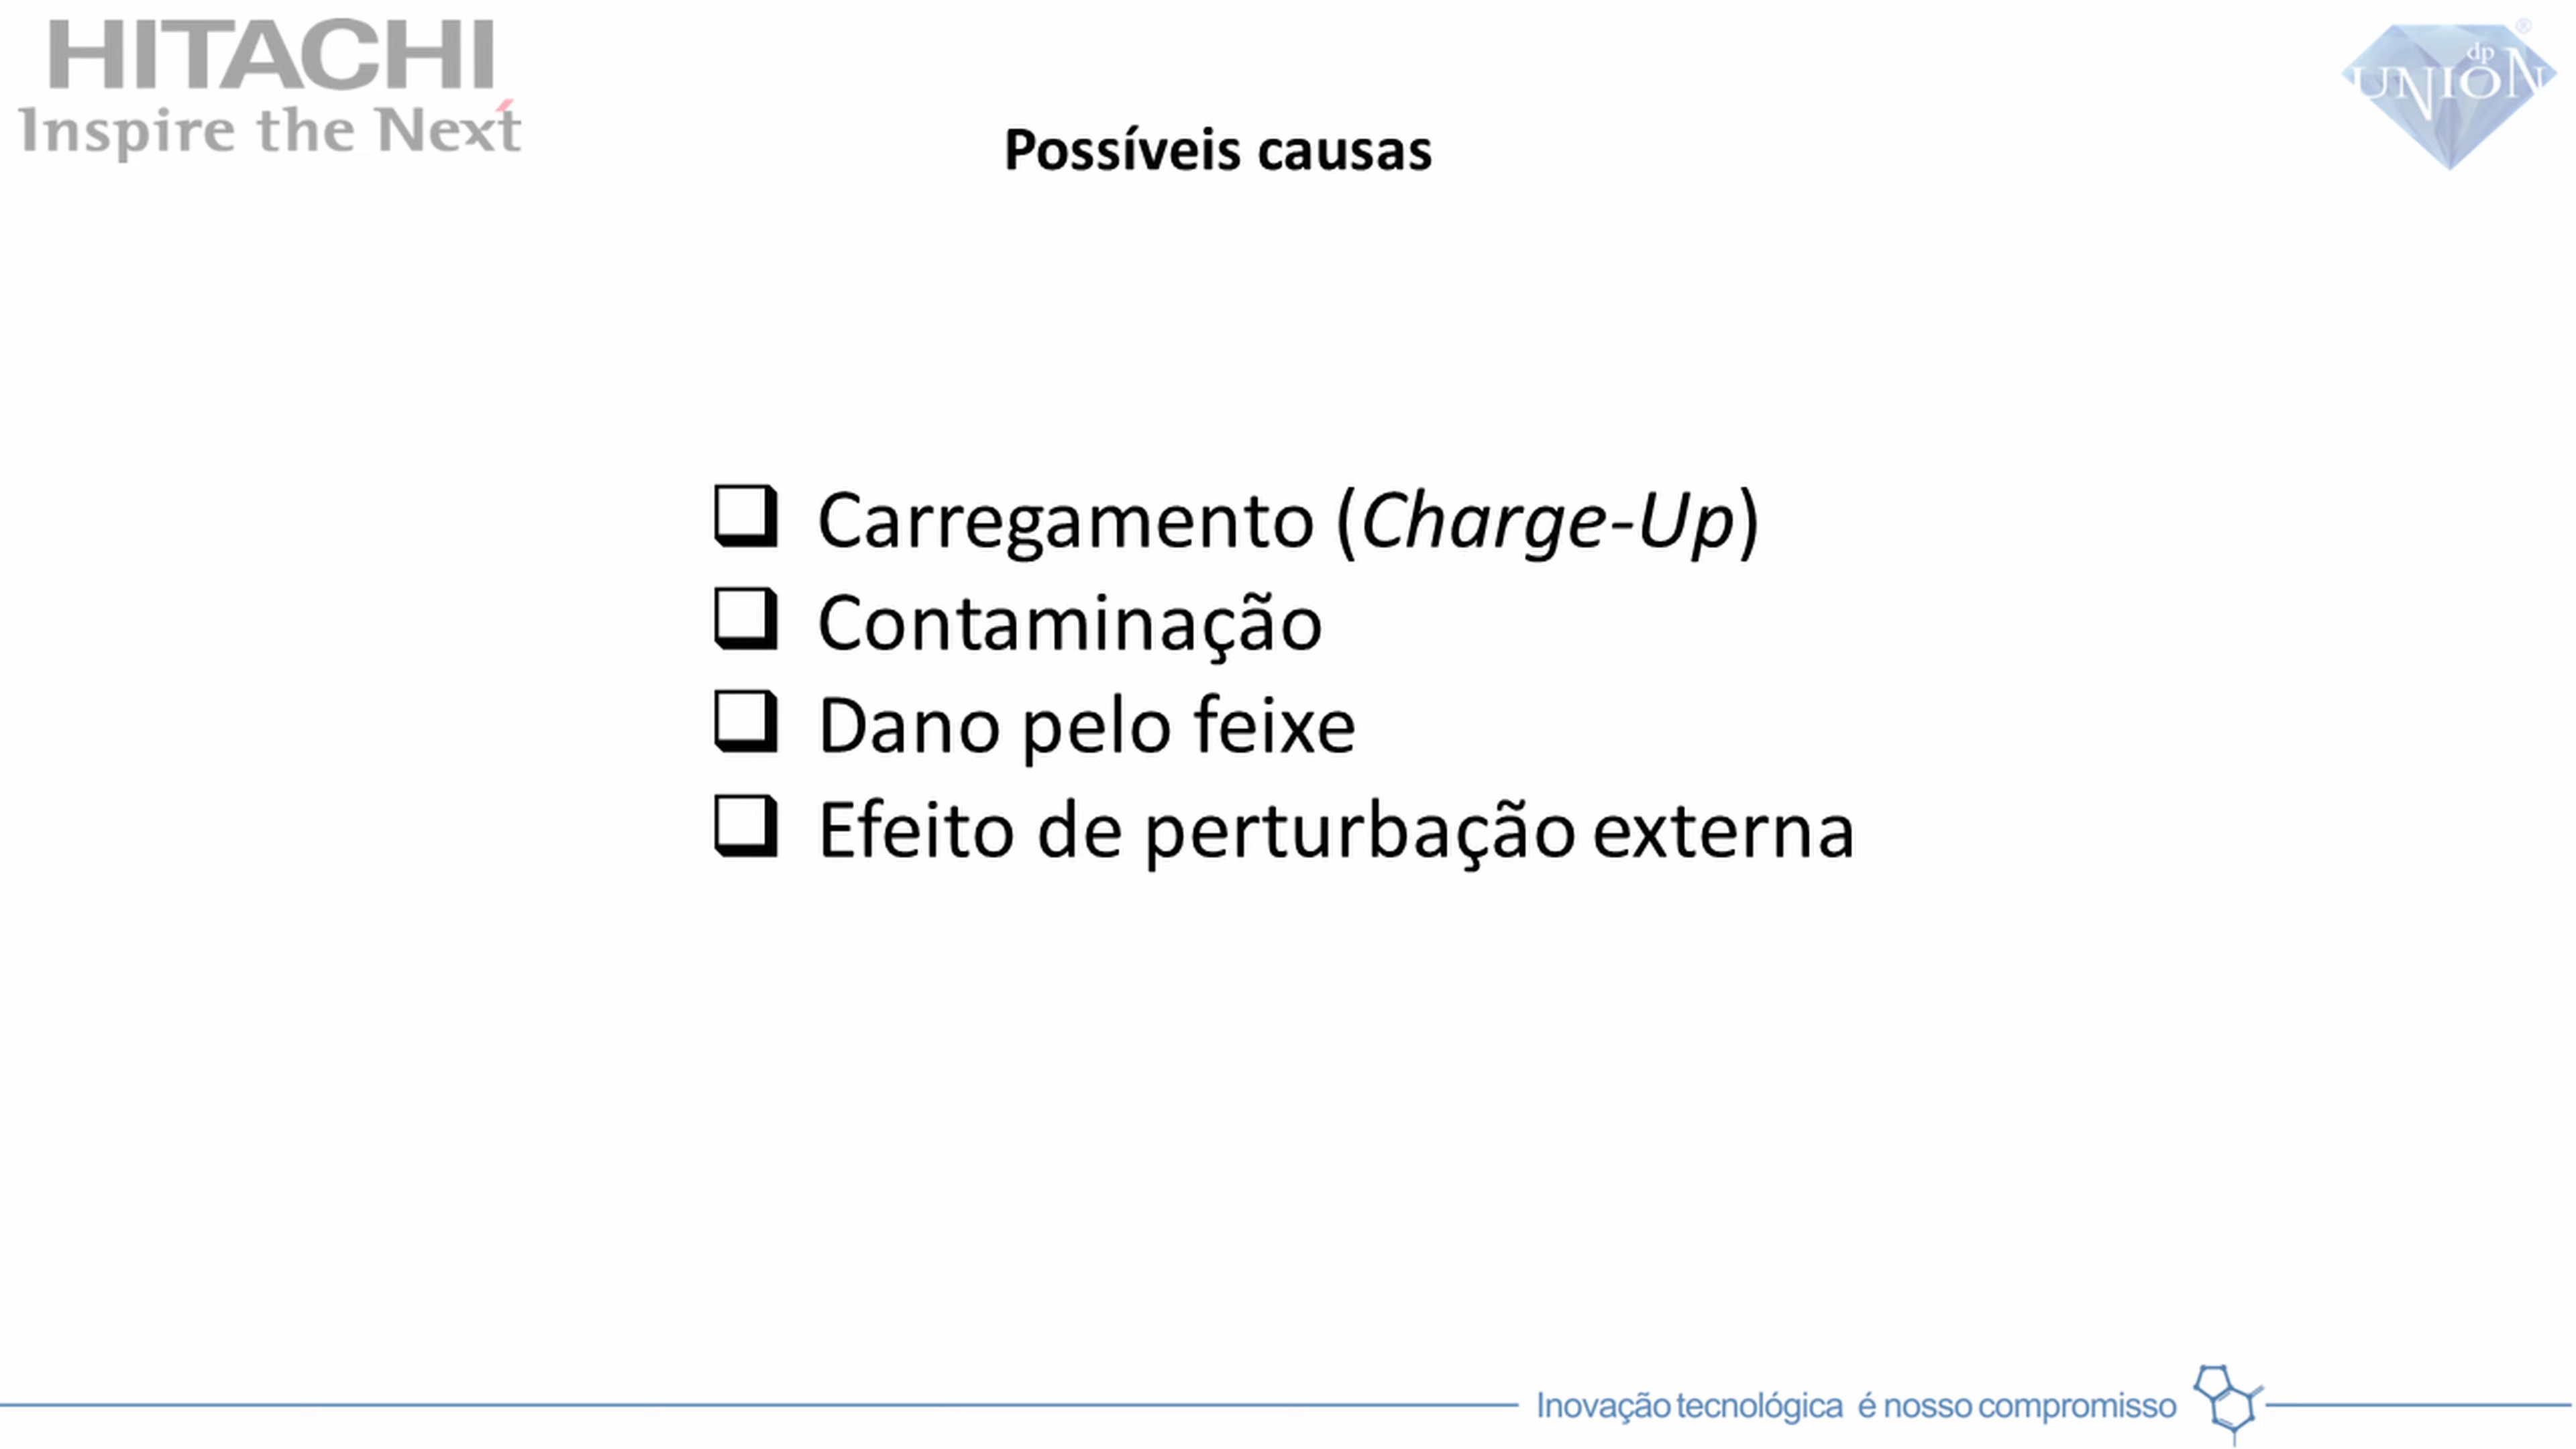 HITACHI
Inspire the Next
dp
UNION
®
Possíveis causas
Carregamento (Charge-Up)
Contaminação
Dano pelo feixe
Efeito de perturbação externa
Inovação tecnológica é nosso compromisso